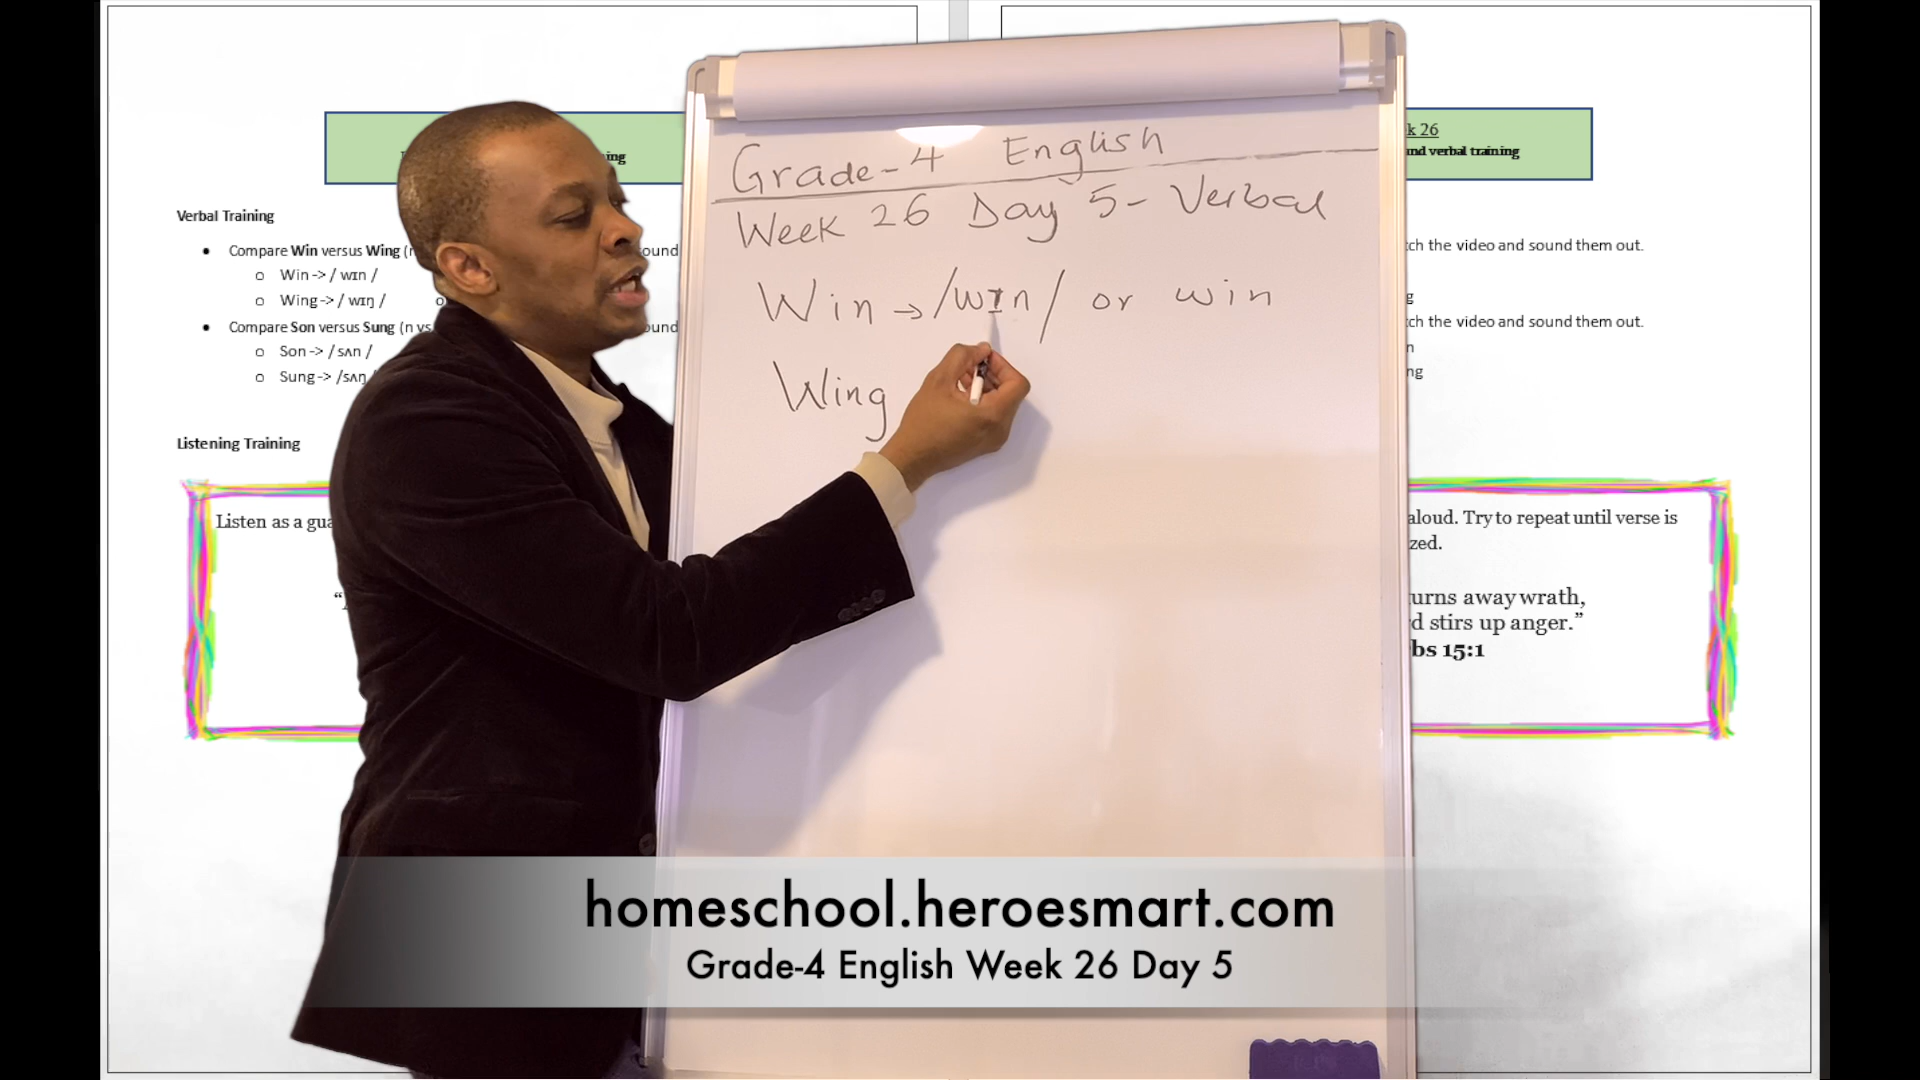 ing
Verbal Training
Compare Win versus Wing (n
ound
Win -> / wɪn /
Wing -> / wɪŋ /
o
Compare Son versus Sung (n vs
ound
Son -> / sʌn /
Sung -> /sʌŋ
Listening Training
Listen as a gua
Grade-4 English
Week 26 Day 5- Verbal
Win -> /wɪn/ or win
Wing
k 26
nd verbal training
ch the video and sound them out.
g
ch the video and sound them out.
n
ng
aloud. Try to repeat until verse is
zed.
urns away wrath,
d stirs up anger.”
bs 15:1
homeschool.heroesmart.com
Grade-4 English Week 26 Day 5